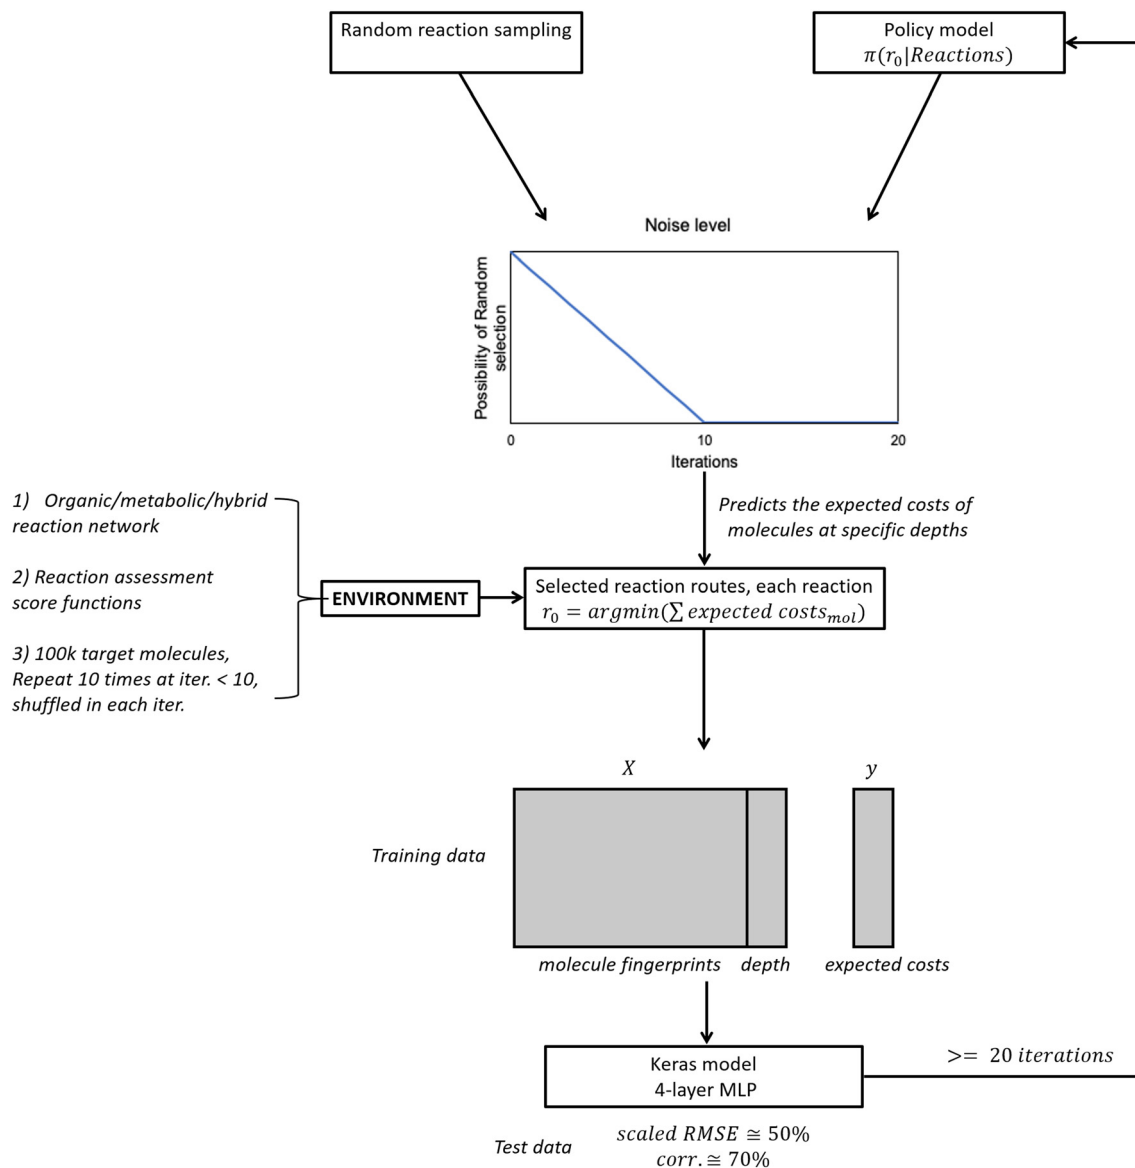 Random reaction sampling
Policy model
π(r₀|Reactions)
Noise level
Possibility of Random
selection
0
10
20
Iterations
Predicts the expected costs of
molecules at specific depths
1) Organic/metabolic/hybrid
reaction network
2) Reaction assessment
score functions
3) 100k target molecules,
Repeat 10 times at iter. < 10,
shuffled in each iter.
ENVIRONMENT
Selected reaction routes, each reaction
r₀ = argmin(∑ expected costsₘₒₗ)
X
y
Training data
molecule fingerprints
depth
expected costs
Keras model
4-layer MLP
>= 20 iterations
Test data
scaled RMSE ≅ 50%
corr. ≅ 70%